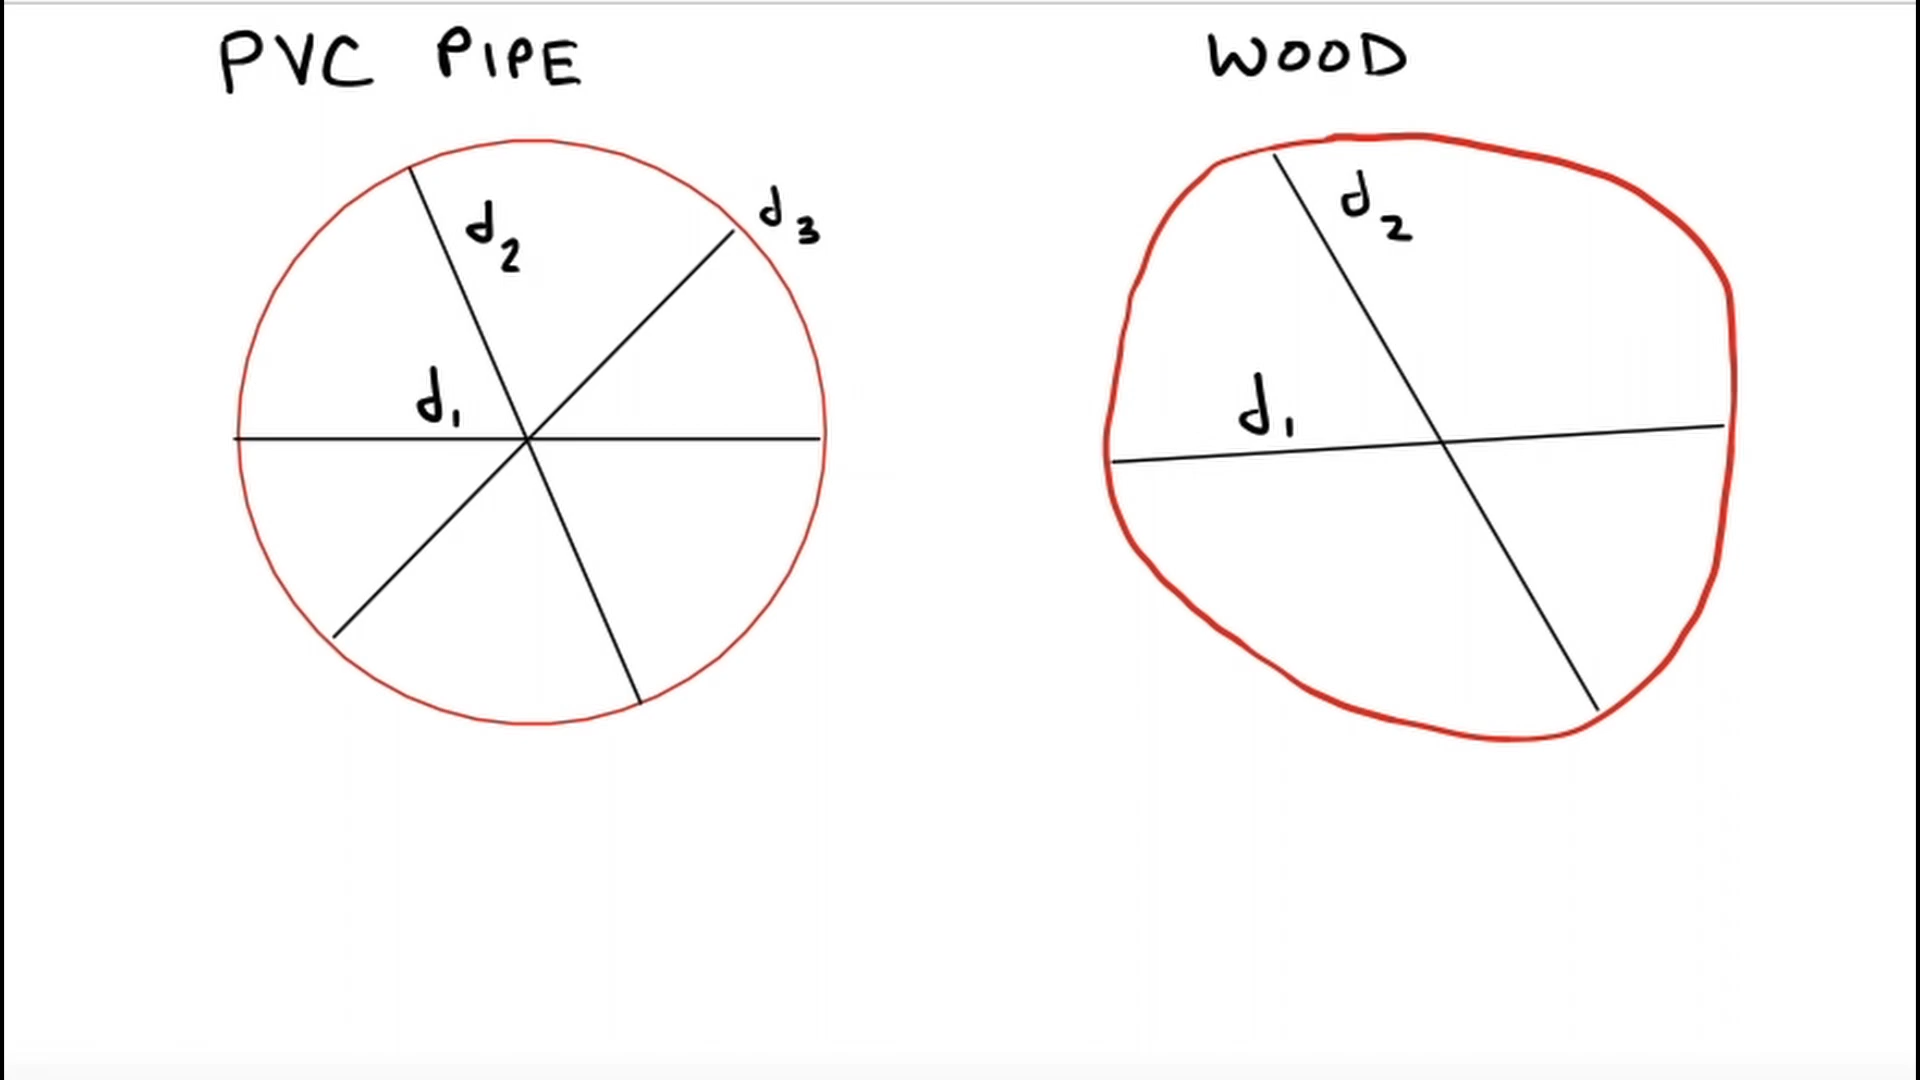 PVC PIPE
d₂
d₃
d₁
WOOD
d₂
d₁